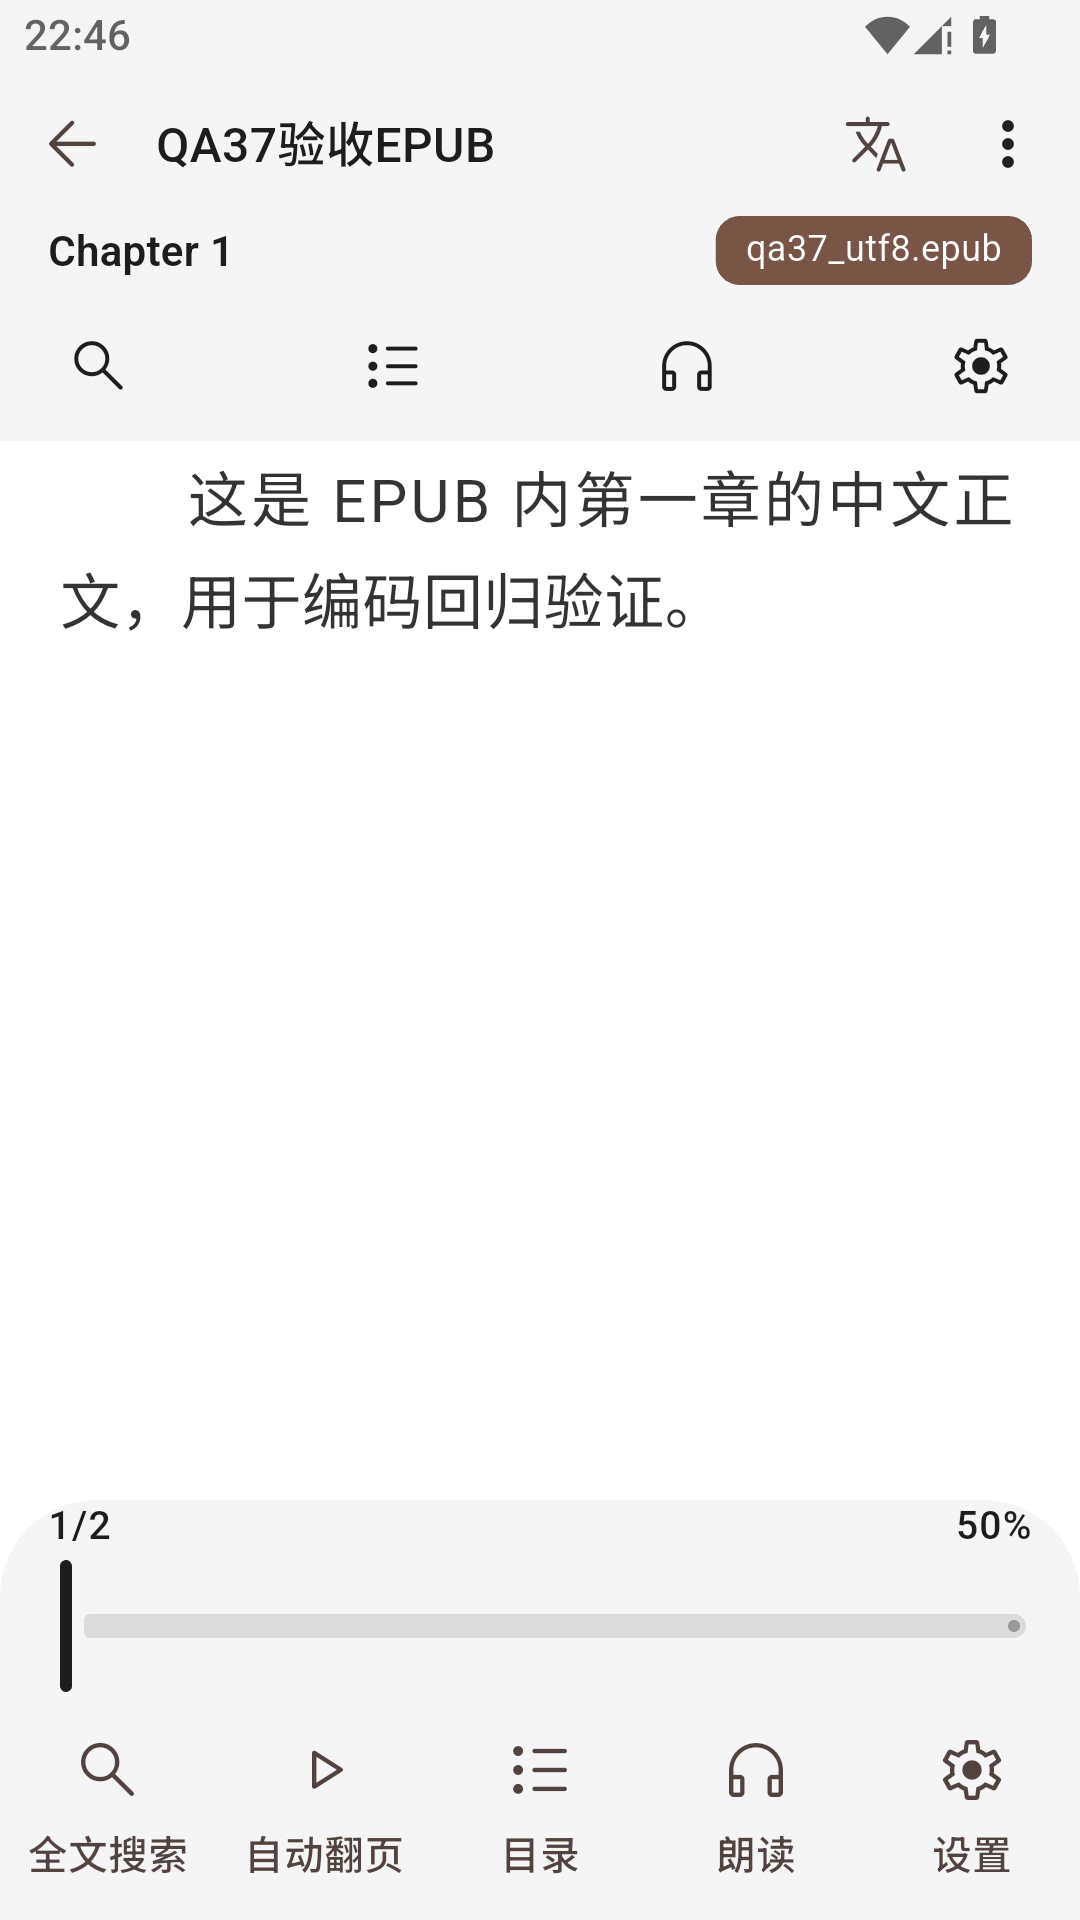 22:46
QA37验收EPUB
Chapter 1
qa37_utf8.epub
这是 EPUB 内第一章的中文正
文，用于编码回归验证。
1/2
50%
全文搜索
自动翻页
目录
朗读
设置